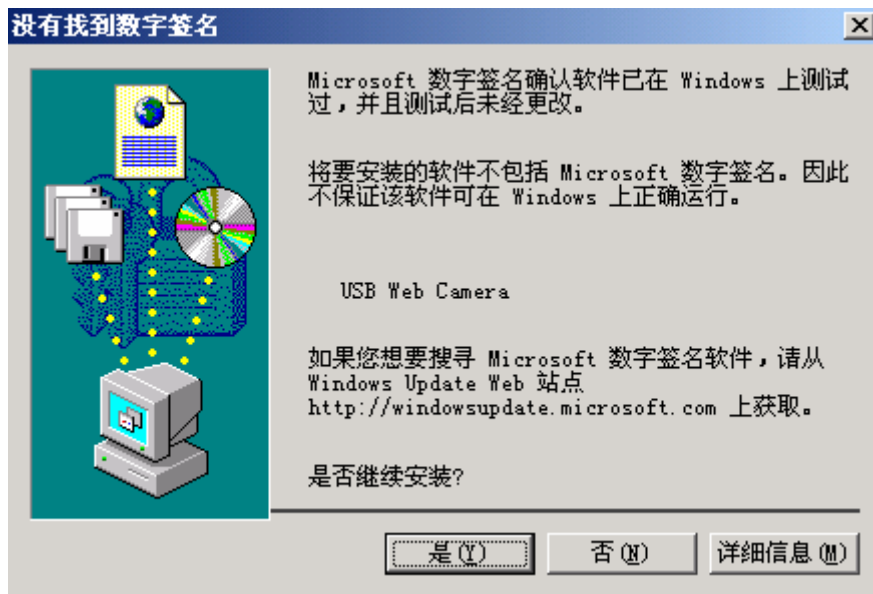 没有找到数字签名
Microsoft 数字签名确认软件已在 Windows 上测试
过，并且测试后未经更改。
将要安装的软件不包括 Microsoft 数字签名。因此
不保证该软件可在 Windows 上正确运行。
USB Web Camera
如果您想要搜寻 Microsoft 数字签名软件，请从
Windows Update Web 站点
http://windowsupdate.microsoft.com 上获取。
是否继续安装?
是(Y)
否(N)
详细信息(M)